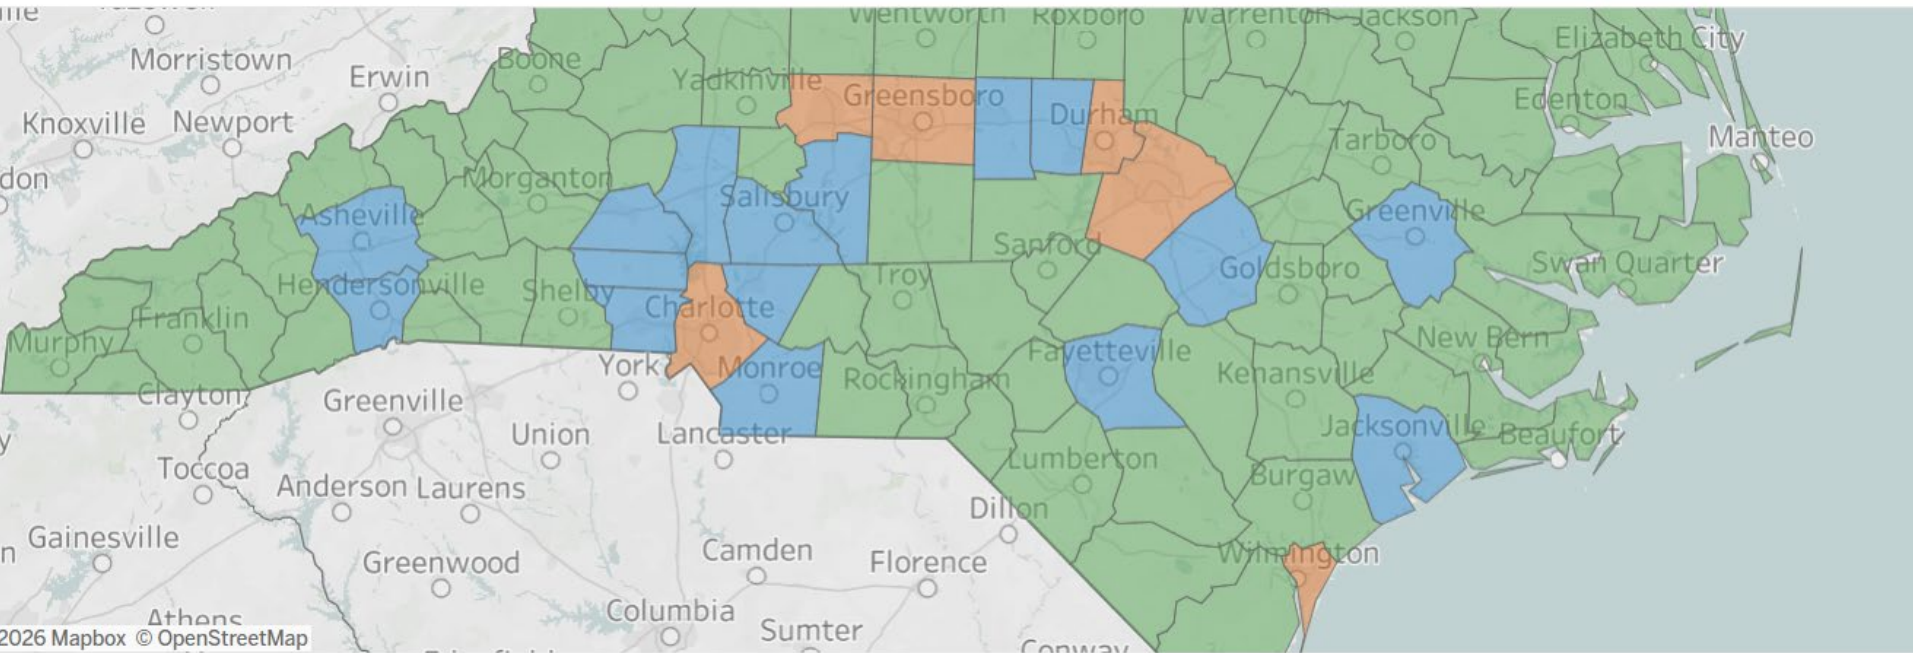 Wentworth
Roxboro
Warrenton
Jackson
Elizabeth City
Morristown
Boone
Erwin
Yadkinville
Greensboro
Edenton
Durham
Knoxville
Newport
Tarboro
Manteo
Morganton
don
Salisbury
Asheville
Greenville
Sanford
Goldsboro
Swan Quarter
Troy
Hendersonville
Shelby
Charlotte
Franklin
New Bern
Murphy
Fayetteville
York
Monroe
Rockingham
Kenansville
Clayton
Greenville
Jacksonville
Beaufort
Union
Lancaster
y
Lumberton
Toccoa
Burgaw
Anderson
Laurens
Dillon
Gainesville
n
Camden
Florence
Wilmington
Greenwood
Columbia
Athens
Sumter
2026 Mapbox © OpenStreetMap
Conway